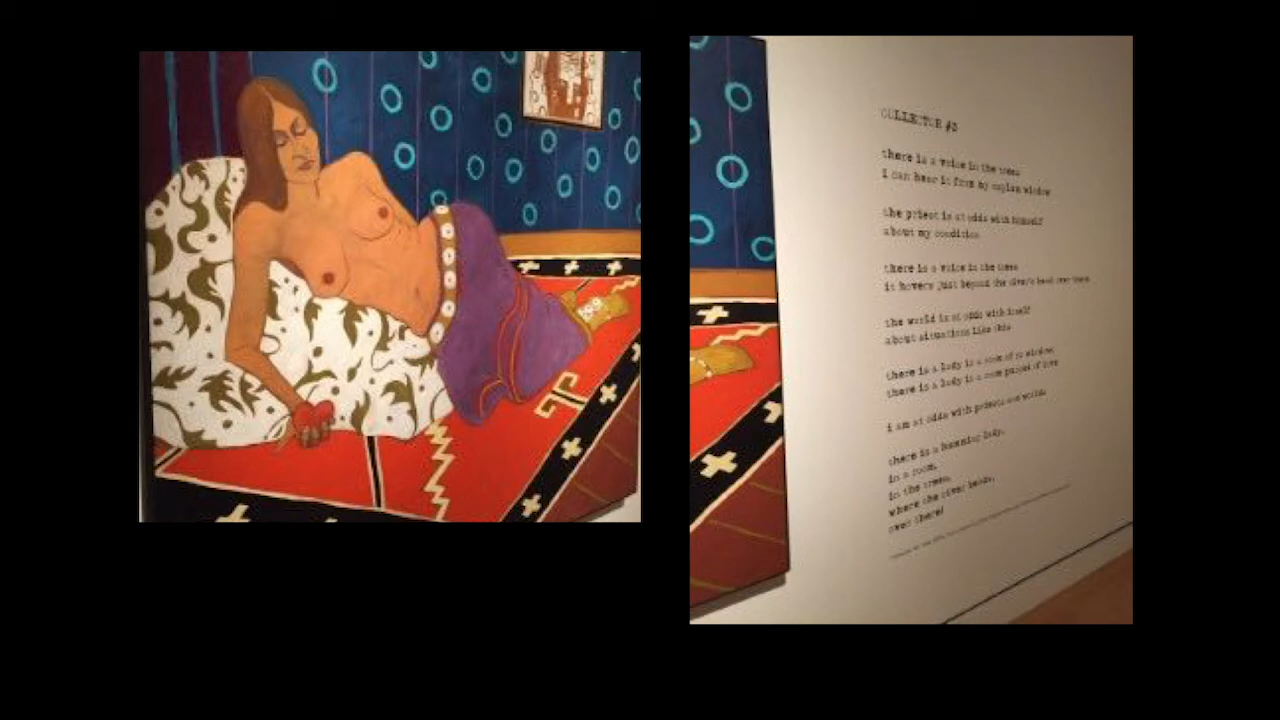 COLLECTOR #3
there is a voice in the trees
i can hear it from my asylum window
the priest is at odds with himself
about my condition
there is a voice in the trees
it hovers just beyond the river's bend over there
the world is at odds with itself
about situations like this
there is a lady in a room of no windows
there is a lady in a room purged of love
i am at odds with priests and worlds
there is a humming lady,
in a room,
in the trees,
where the river bends,
over there!